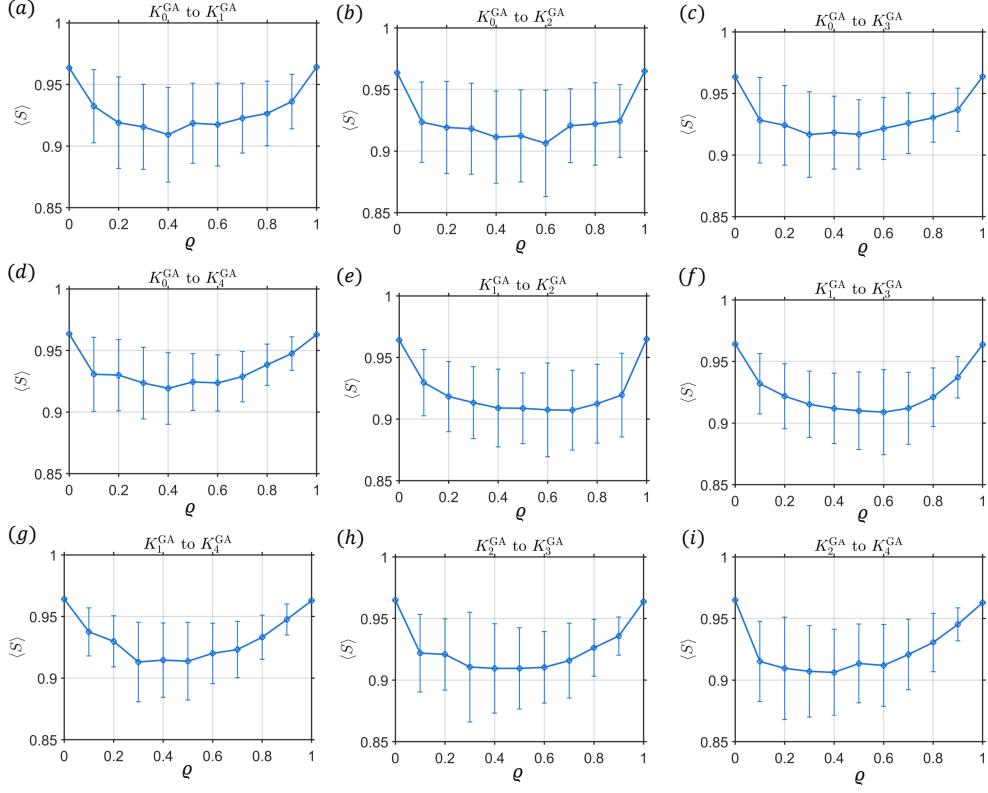 (a)
K_0^GA to K_1^GA
1
0.95
0.9
0.85
⟨S⟩
0 0.2 0.4 0.6 0.8 1
ϱ
(b)
K_0^GA to K_2^GA
1
0.95
0.9
0.85
⟨S⟩
0 0.2 0.4 0.6 0.8 1
ϱ
(c)
K_0^GA to K_3^GA
1
0.95
0.9
0.85
⟨S⟩
0 0.2 0.4 0.6 0.8 1
ϱ
(d)
K_0^GA to K_4^GA
1
0.95
0.9
0.85
⟨S⟩
0 0.2 0.4 0.6 0.8 1
ϱ
(e)
K_1^GA to K_2^GA
1
0.95
0.9
0.85
⟨S⟩
0 0.2 0.4 0.6 0.8 1
ϱ
(f)
K_1^GA to K_3^GA
1
0.95
0.9
0.85
⟨S⟩
0 0.2 0.4 0.6 0.8 1
ϱ
(g)
K_1^GA to K_4^GA
1
0.95
0.9
0.85
⟨S⟩
0 0.2 0.4 0.6 0.8 1
ϱ
(h)
K_2^GA to K_3^GA
1
0.95
0.9
0.85
⟨S⟩
0 0.2 0.4 0.6 0.8 1
ϱ
(i)
K_2^GA to K_4^GA
1
0.95
0.9
0.85
⟨S⟩
0 0.2 0.4 0.6 0.8 1
ϱ